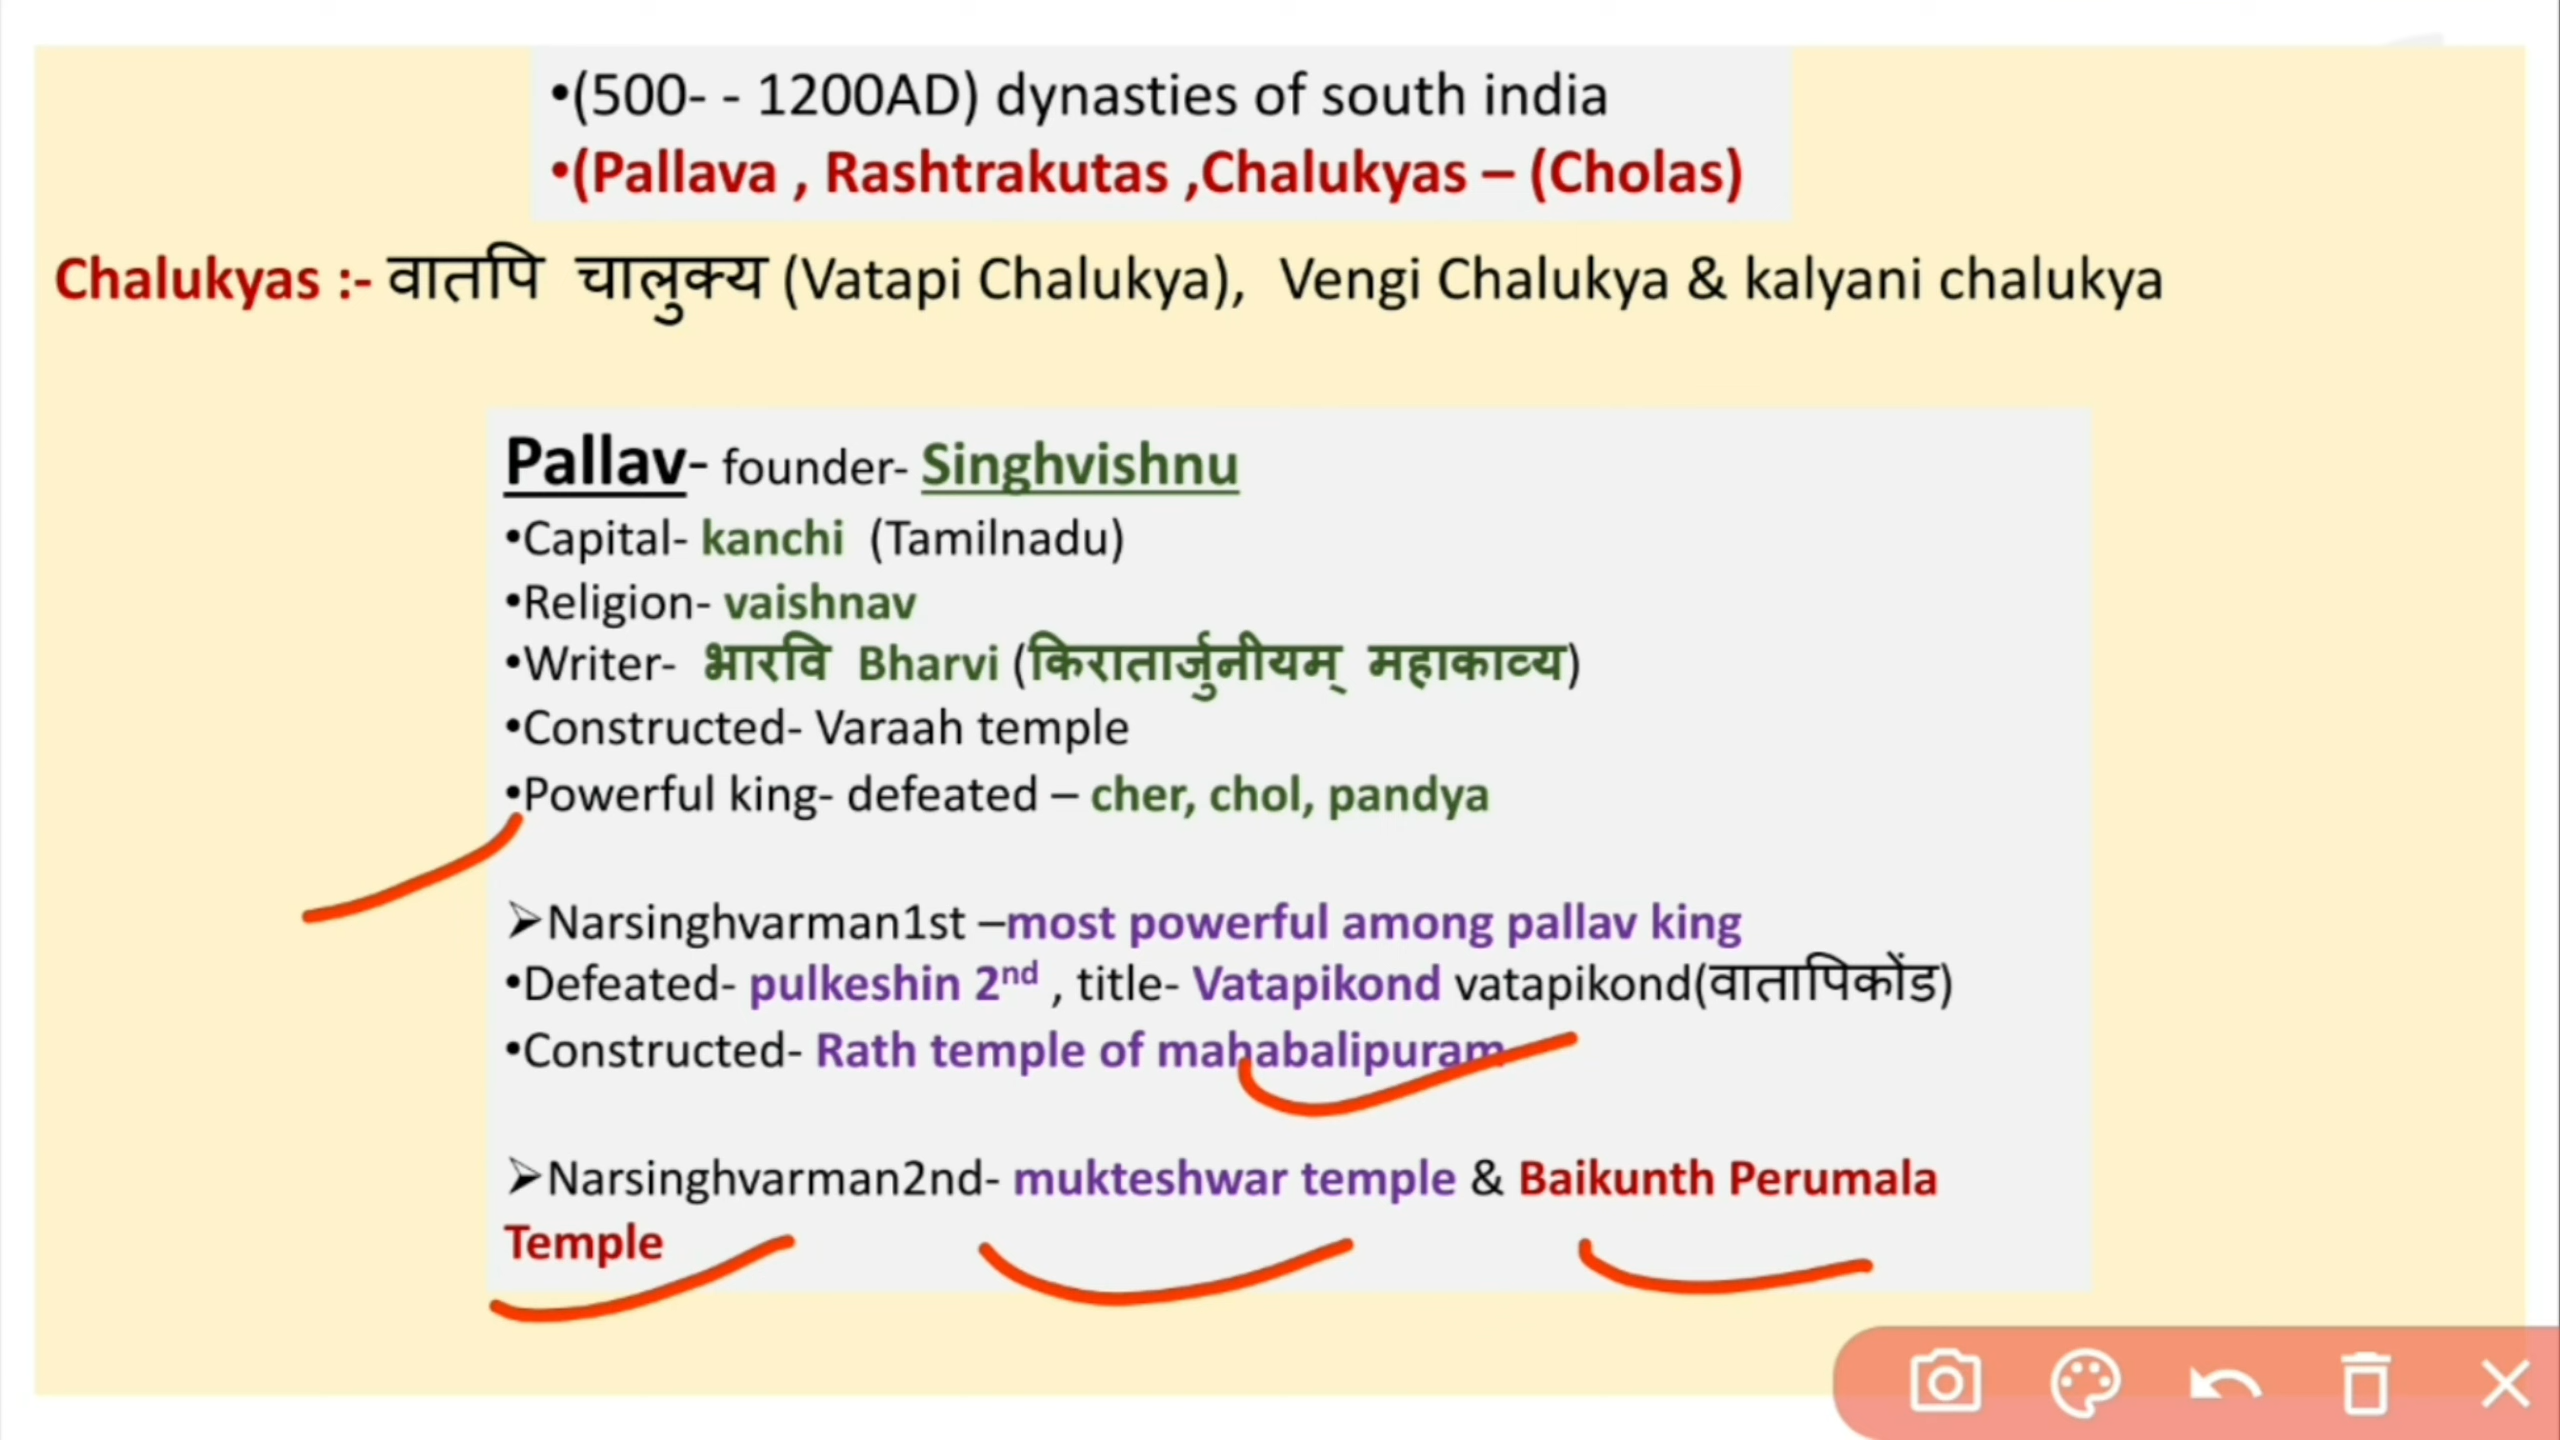 •(500- - 1200AD) dynasties of south india
•(Pallava , Rashtrakutas ,Chalukyas – (Cholas)
Chalukyas :- वातपि चालुक्य (Vatapi Chalukya), Vengi Chalukya & kalyani chalukya
Pallav- founder- Singhvishnu
•Capital- kanchi (Tamilnadu)
•Religion- vaishnav
•Writer- भारवि Bharvi (किरातार्जुनीयम् महाकाव्य)
•Constructed- Varaah temple
•Powerful king- defeated – cher, chol, pandya
➢Narsinghvarman1st –most powerful among pallav king
•Defeated- pulkeshin 2nd , title- Vatapikond vatapikond(वातापिकोंड)
•Constructed- Rath temple of mahabalipuram
➢Narsinghvarman2nd- mukteshwar temple & Baikunth Perumala
Temple